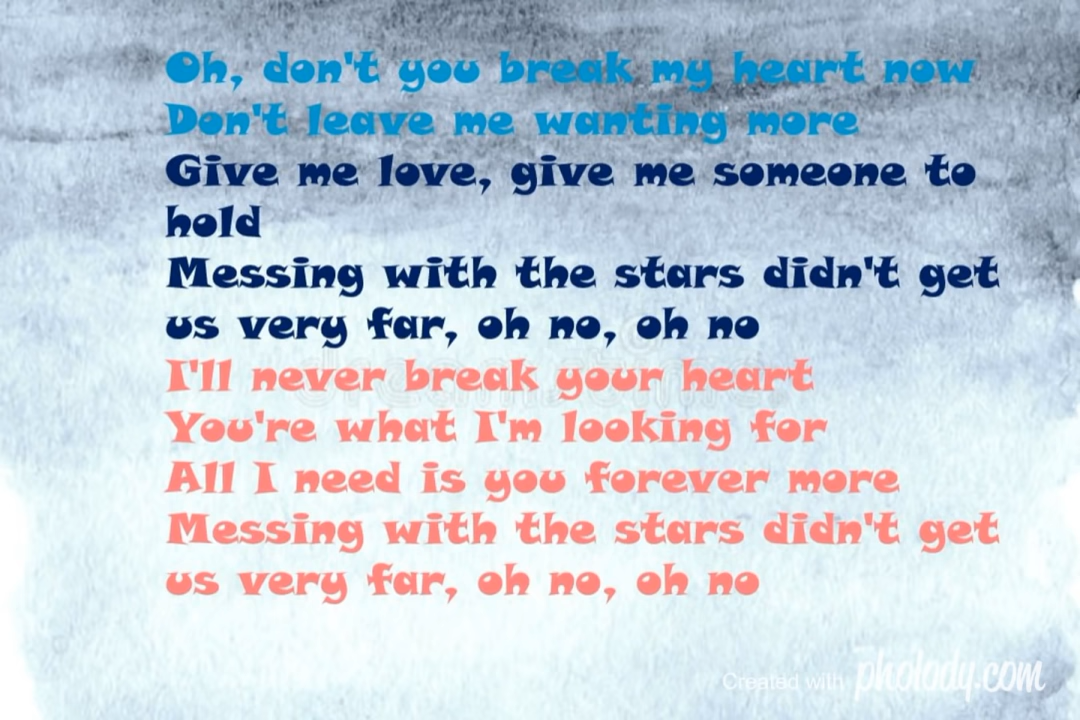 Oh, don't you break my heart now
Don't leave me wanting more
Give me love, give me someone to
hold
Messing with the stars didn't get
us very far, oh no, oh no
I'll never break your heart
You're what I'm looking for
All I need is you forever more
Messing with the stars didn't get
us very far, oh no, oh no
Created with pholody.com